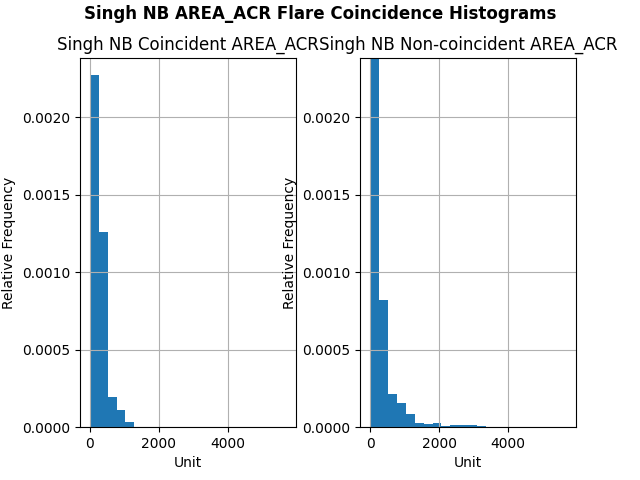 Singh NB AREA_ACR Flare Coincidence Histograms
Singh NB Coincident AREA_ACR
Singh NB Non-coincident AREA_ACR
Relative Frequency
0.0020
0.0015
0.0010
0.0005
0.0000
0
2000
4000
Unit
Relative Frequency
0.0020
0.0015
0.0010
0.0005
0.0000
0
2000
4000
Unit